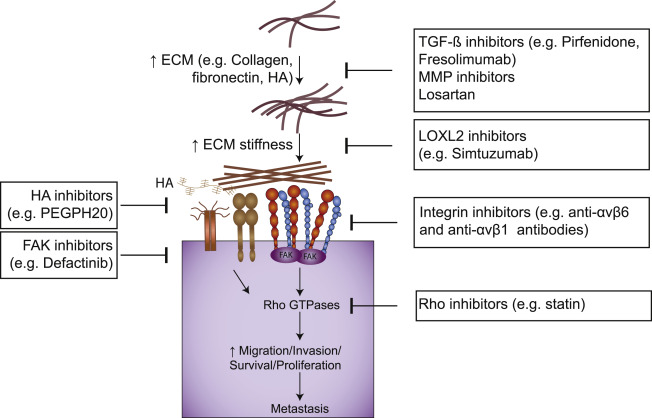 ↑ ECM (e.g. Collagen,
fibronectin, HA)
TGF-ß inhibitors (e.g. Pirfenidone,
Fresolimumab)
MMP inhibitors
Losartan
↑ ECM stiffness
LOXL2 inhibitors
(e.g. Simtuzumab)
HA
HA inhibitors
(e.g. PEGPH20)
FAK inhibitors
(e.g. Defactinib)
Integrin inhibitors (e.g. anti-αvβ6
and anti-αvβ1 antibodies)
FAK FAK
Rho GTPases
Rho inhibitors (e.g. statin)
↑ Migration/Invasion/
Survival/Proliferation
Metastasis